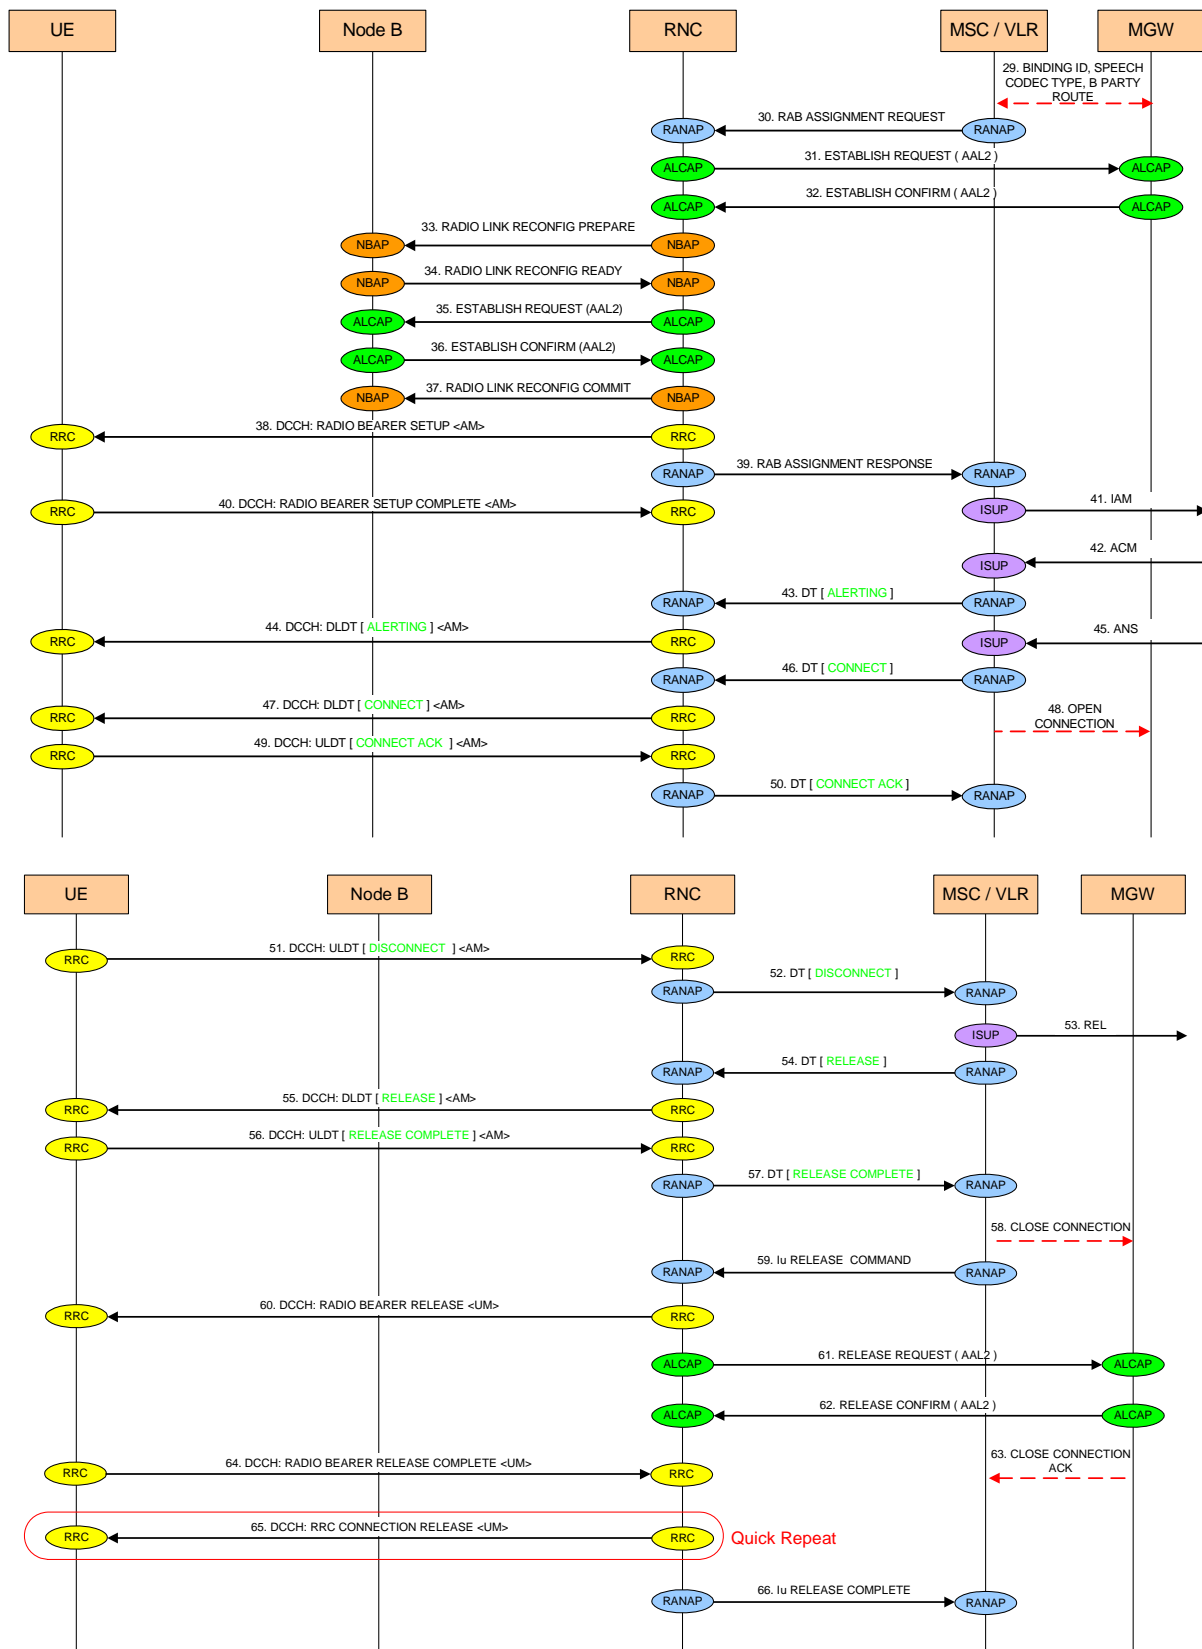 UE
Node B
RNC
MSC / VLR
MGW
29. BINDING ID, SPEECH
CODEC TYPE, B PARTY
ROUTE
30. RAB ASSIGNMENT REQUEST
RANAP
RANAP
31. ESTABLISH REQUEST ( AAL2 )
ALCAP
ALCAP
32. ESTABLISH CONFIRM ( AAL2 )
ALCAP
ALCAP
33. RADIO LINK RECONFIG PREPARE
NBAP
NBAP
34. RADIO LINK RECONFIG READY
NBAP
NBAP
35. ESTABLISH REQUEST (AAL2)
ALCAP
ALCAP
36. ESTABLISH CONFIRM (AAL2)
ALCAP
ALCAP
37. RADIO LINK RECONFIG COMMIT
NBAP
NBAP
38. DCCH: RADIO BEARER SETUP <AM>
RRC
RRC
39. RAB ASSIGNMENT RESPONSE
RANAP
RANAP
40. DCCH: RADIO BEARER SETUP COMPLETE <AM>
RRC
RRC
41. IAM
ISUP
42. ACM
ISUP
43. DT [ ALERTING ]
RANAP
RANAP
44. DCCH: DLDT [ ALERTING ] <AM>
RRC
RRC
45. ANS
ISUP
46. DT [ CONNECT ]
RANAP
RANAP
47. DCCH: DLDT [ CONNECT ] <AM>
RRC
RRC
48. OPEN
CONNECTION
49. DCCH: ULDT [ CONNECT ACK ] <AM>
RRC
RRC
50. DT [ CONNECT ACK ]
RANAP
RANAP
UE
Node B
RNC
MSC / VLR
MGW
51. DCCH: ULDT [ DISCONNECT ] <AM>
RRC
RRC
52. DT [ DISCONNECT ]
RANAP
RANAP
53. REL
ISUP
54. DT [ RELEASE ]
RANAP
RANAP
55. DCCH: DLDT [ RELEASE ] <AM>
RRC
RRC
56. DCCH: ULDT [ RELEASE COMPLETE ] <AM>
RRC
RRC
57. DT [ RELEASE COMPLETE ]
RANAP
RANAP
58. CLOSE CONNECTION
59. Iu RELEASE COMMAND
RANAP
RANAP
60. DCCH: RADIO BEARER RELEASE <UM>
RRC
RRC
61. RELEASE REQUEST ( AAL2 )
ALCAP
ALCAP
62. RELEASE CONFIRM ( AAL2 )
ALCAP
ALCAP
63. CLOSE CONNECTION
ACK
64. DCCH: RADIO BEARER RELEASE COMPLETE <UM>
RRC
RRC
65. DCCH: RRC CONNECTION RELEASE <UM>
RRC
RRC
Quick Repeat
66. Iu RELEASE COMPLETE
RANAP
RANAP